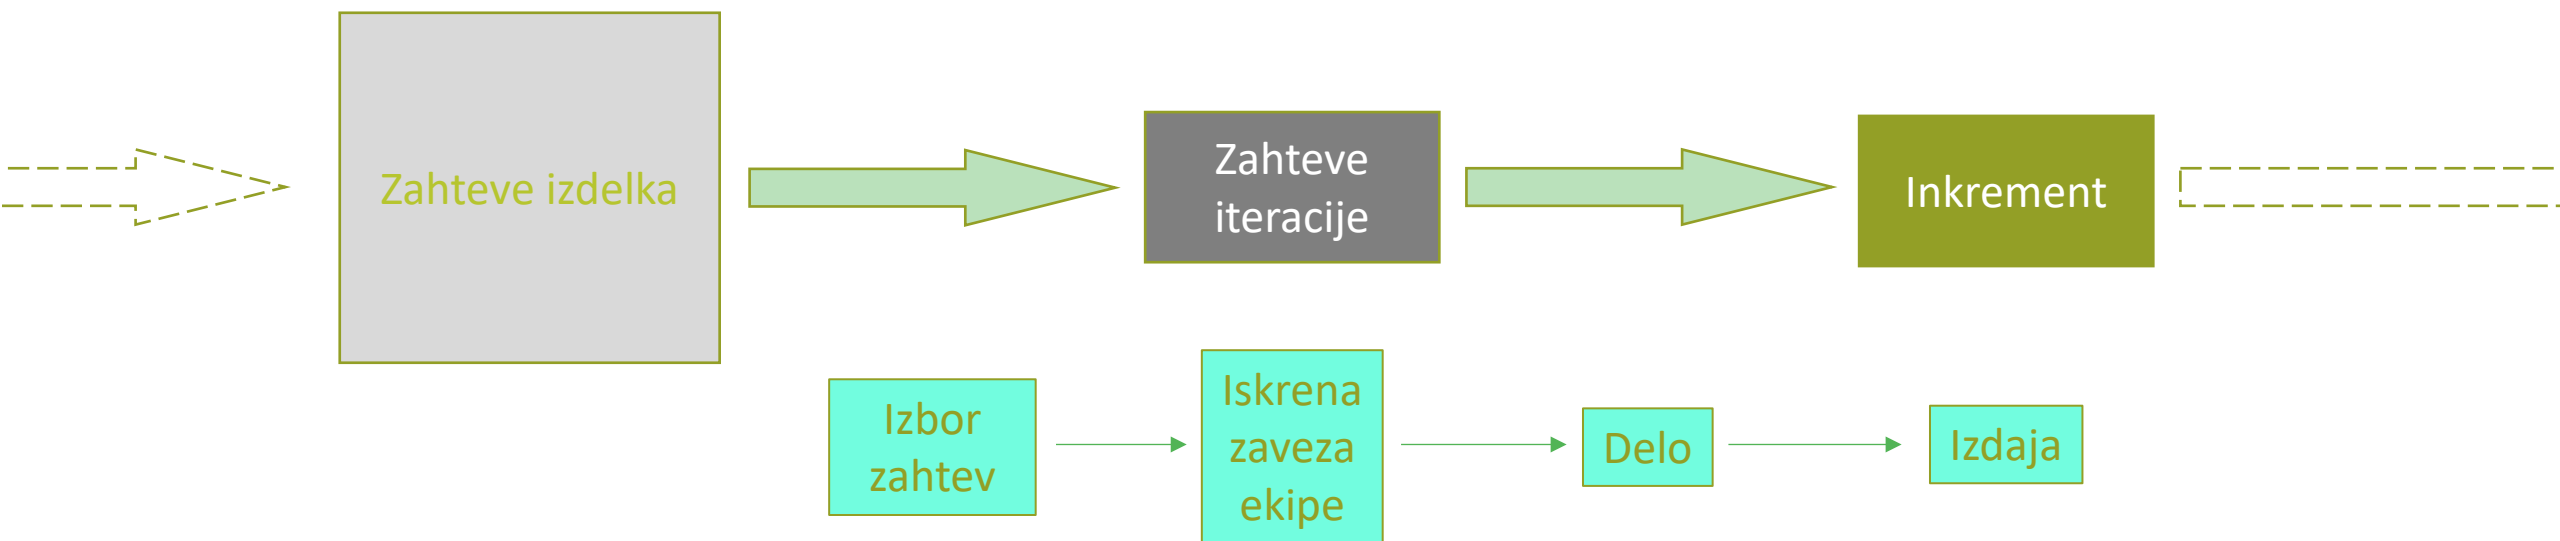 Zahteve izdelka
Zahteve
iteracije
Inkrement
Izbor
zahtev
Iskrena
zaveza
ekipe
Delo
Izdaja